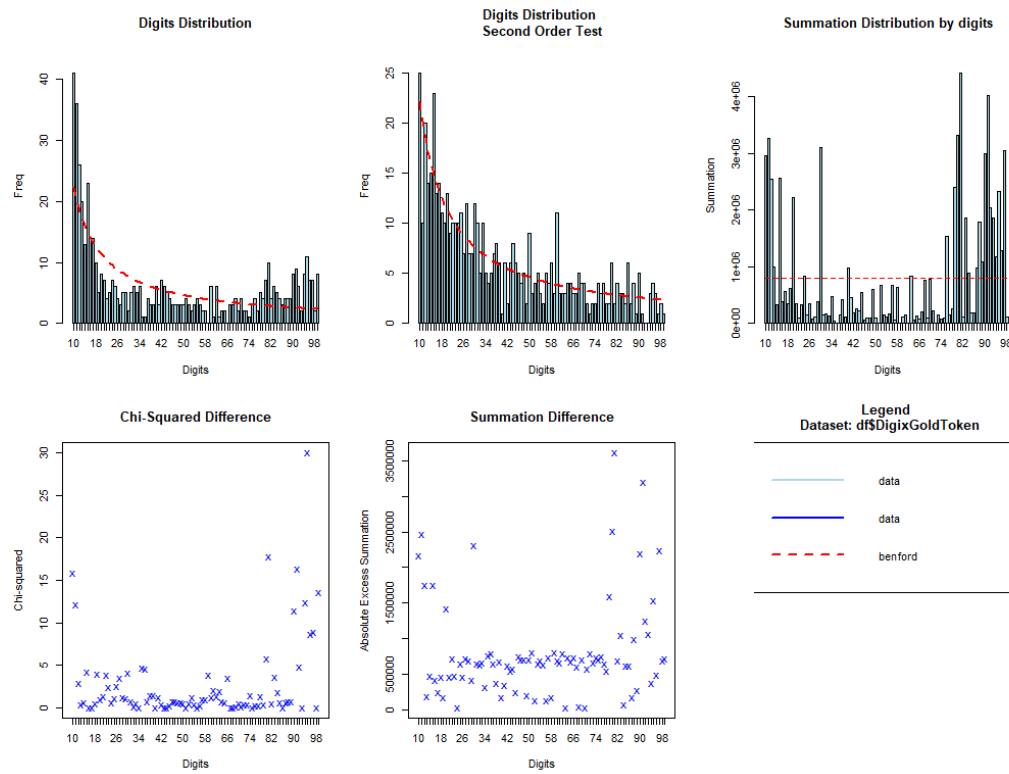 Digits Distribution
Freq
0 10 20 30 40
10 18 26 34 42 50 58 66 74 82 90 98
Digits
Digits Distribution
Second Order Test
Freq
0 5 10 15 20 25
10 18 26 34 42 50 58 66 74 82 90 98
Digits
Summation Distribution by digits
Summation
0e+00 1e+06 2e+06 3e+06 4e+06
10 18 26 34 42 50 58 66 74 82 90 98
Digits
Chi-Squared Difference
Chi-squared
0 5 10 15 20 25 30
10 18 26 34 42 50 58 66 74 82 90 98
Digits
Summation Difference
Absolute Excess Summation
0 500000 1500000 2500000 3500000
10 18 26 34 42 50 58 66 74 82 90 98
Digits
Legend
Dataset: df$DigixGoldToken
data
data
benford